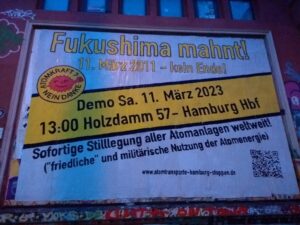 Fukushima mahnt!
11. März 2011 - kein Ende!
ATOMKRAFT?
NEIN DANKE
Demo Sa. 11. März 2023
13:00 Holzdamm 57- Hamburg Hbf
Sofortige Stilllegung aller Atomanlagen weltweit!
("friedliche" und militärische Nutzung der Atomenergie)
www.atomtransporte-hamburg-stoppen.de